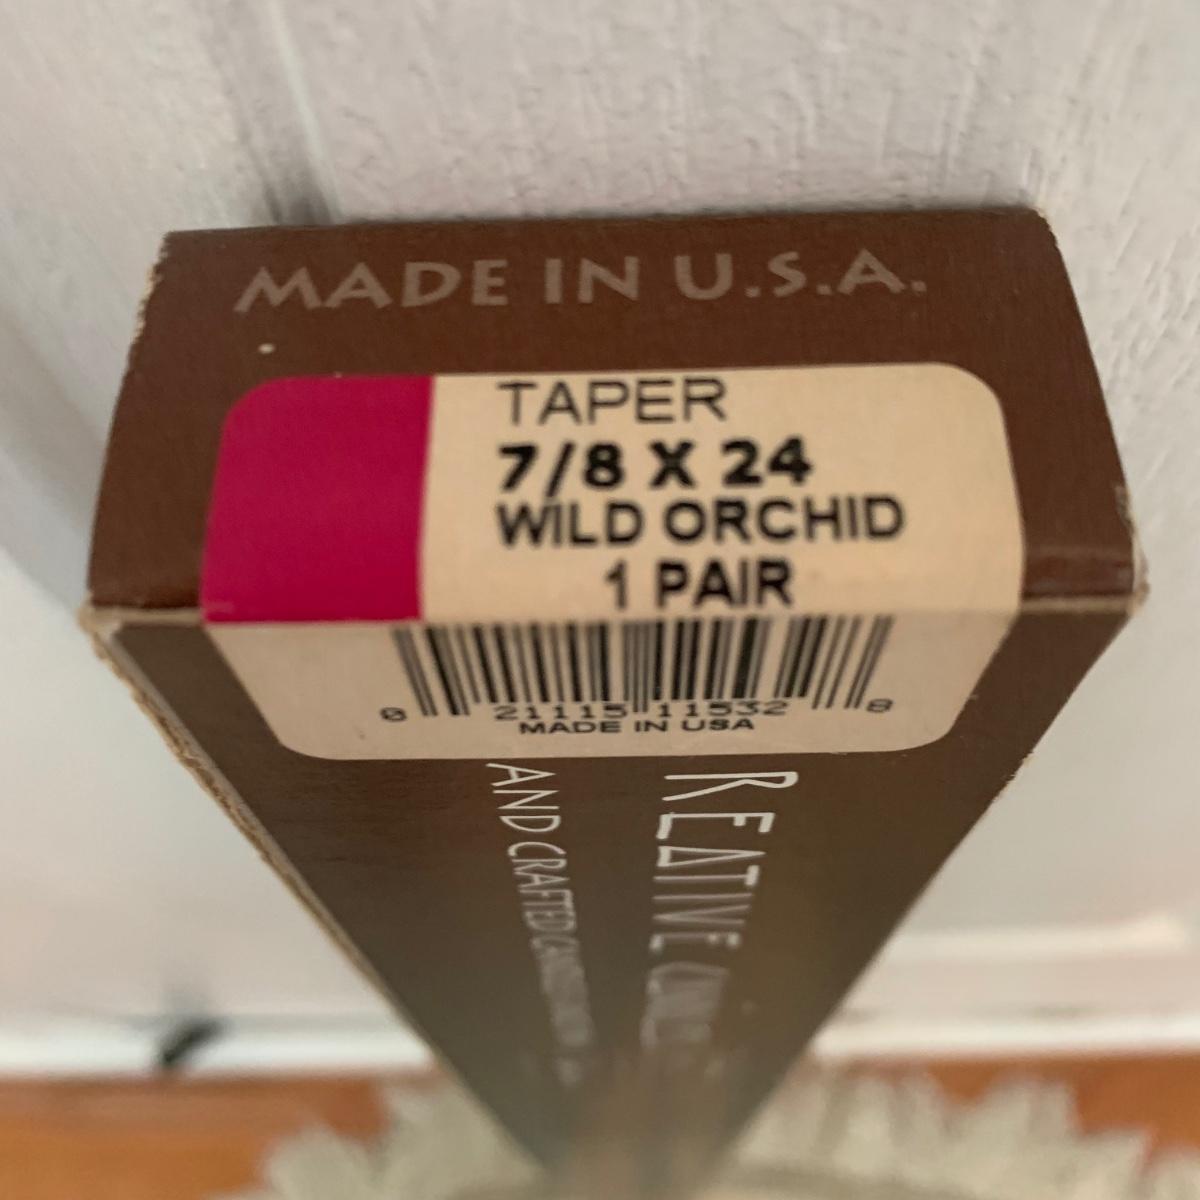 MADE IN U.S.A.
TAPER
7/8 X 24
WILD ORCHID
1 PAIR
0 21115 11532 8
MADE IN USA
REATIVE
AND CRAFTED